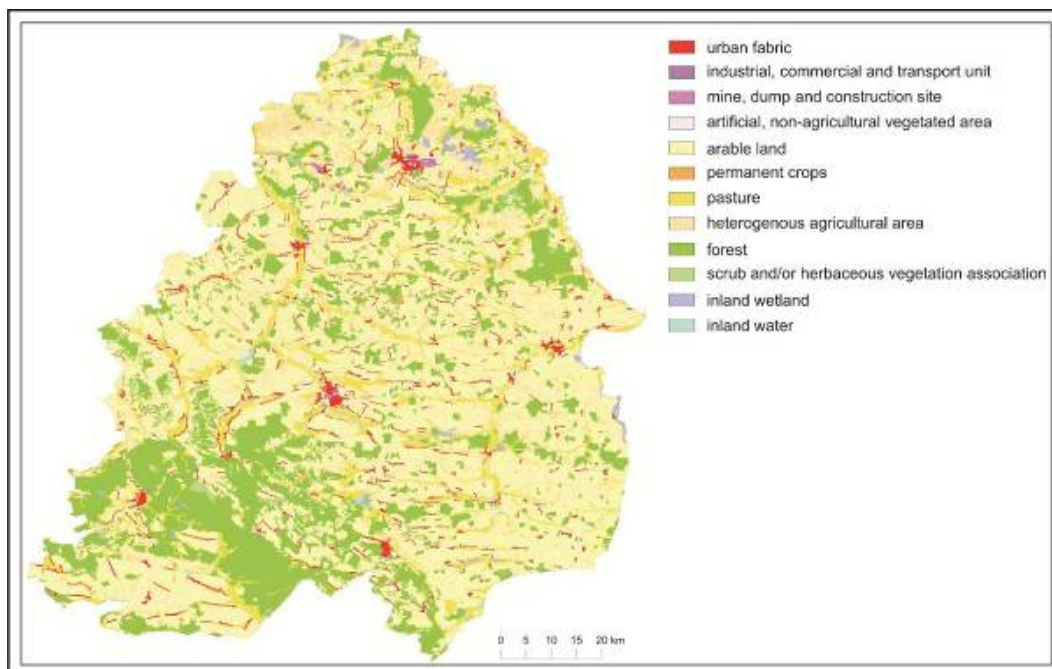 urban fabric
industrial, commercial and transport unit
mine, dump and construction site
artificial, non-agricultural vegetated area
arable land
permanent crops
pasture
heterogenous agricultural area
forest
scrub and/or herbaceous vegetation association
inland wetland
inland water
0 5 10 15 20 km